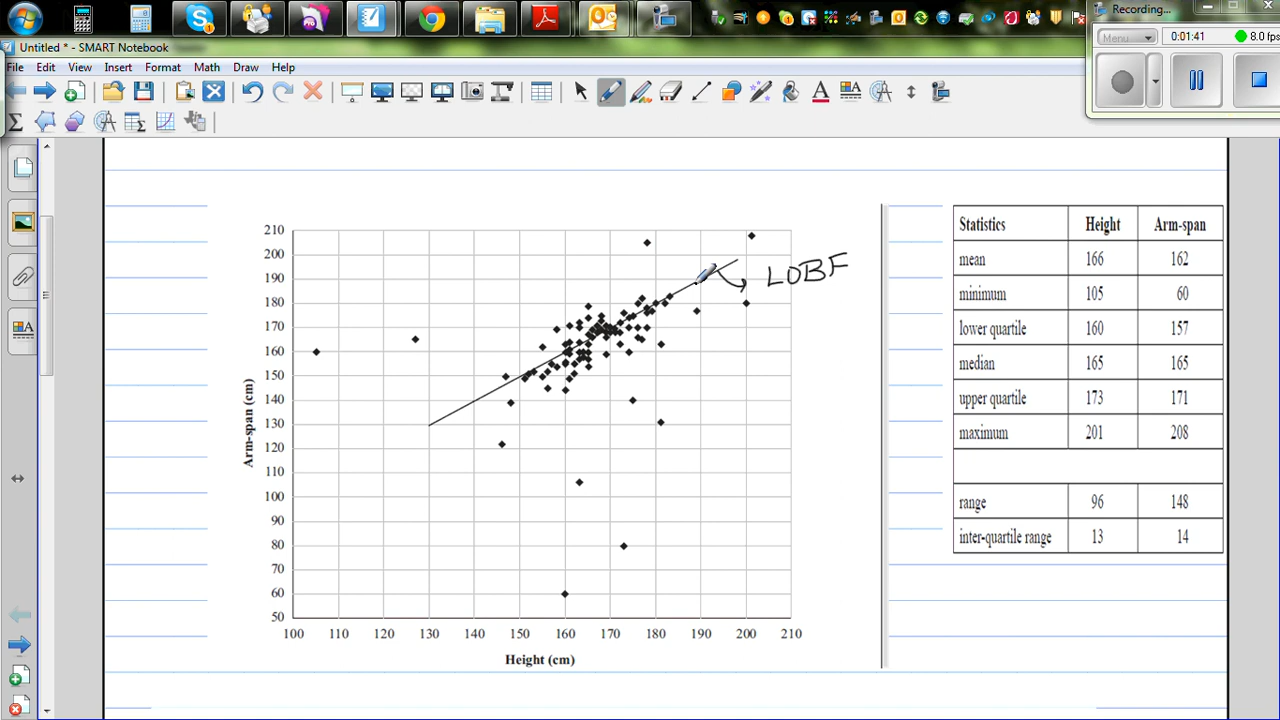 Recording...
Menu
0:01:41
8.0 fps
Untitled * - SMART Notebook
File Edit View Insert Format Math Draw Help
210
200
190
180
170
160
150
140
130
120
110
100
90
80
70
60
50
Arm-span (cm)
100 110 120 130 140 150 160 170 180 190 200 210
Height (cm)
LOBF
Statistics Height Arm-span
mean 166 162
minimum 105 60
lower quartile 160 157
median 165 165
upper quartile 173 171
maximum 201 208
range 96 148
inter-quartile range 13 14